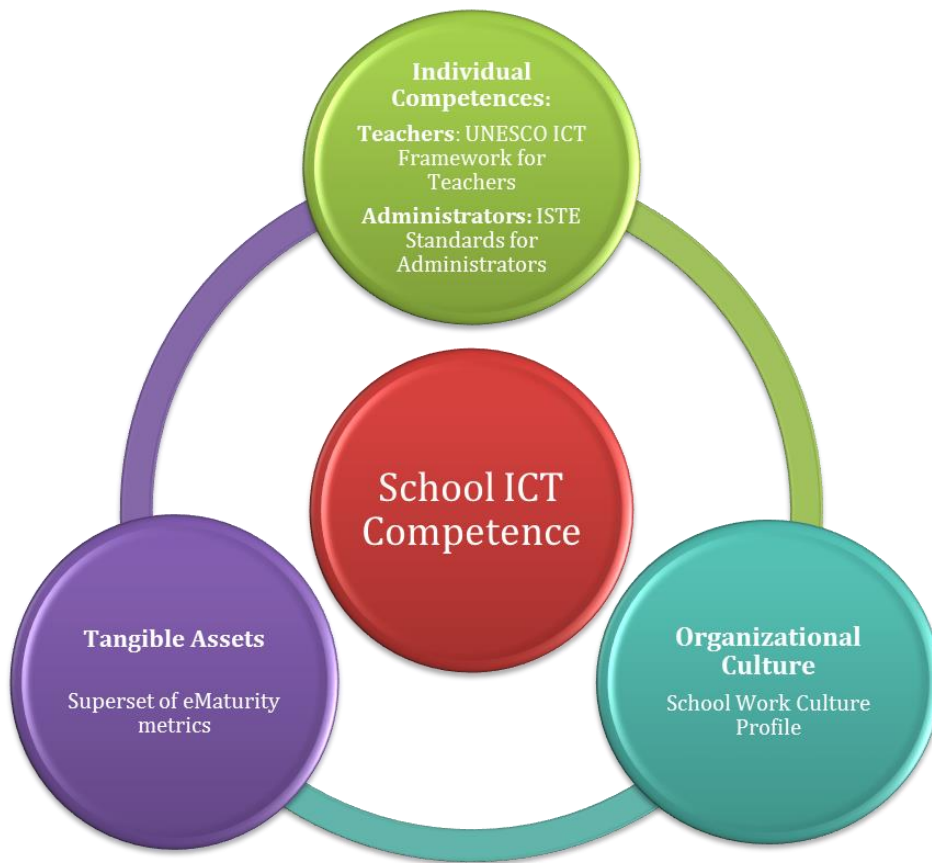 Individual
Competences:
Teachers: UNESCO ICT
Framework for
Teachers
Administrators: ISTE
Standards for
Administrators
School ICT
Competence
Tangible Assets
Superset of eMaturity
metrics
Organizational
Culture
School Work Culture
Profile